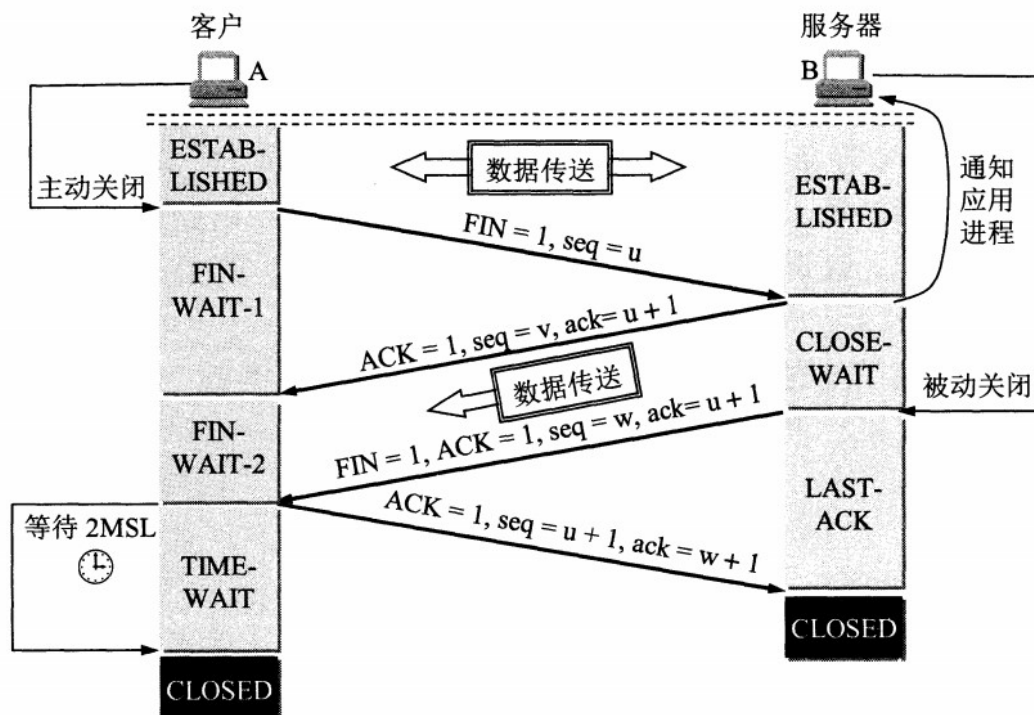 客户
服务器
A
B
ESTAB-
LISHED
数据传送
ESTAB-
LISHED
通知
应用
进程
主动关闭
FIN = 1, seq = u
FIN-
WAIT-1
ACK = 1, seq = v, ack= u + 1
CLOSE-
WAIT
数据传送
被动关闭
FIN = 1, ACK = 1, seq = w, ack= u + 1
FIN-
WAIT-2
LAST-
ACK
ACK = 1, seq = u + 1, ack = w + 1
等待 2MSL
TIME-
WAIT
CLOSED
CLOSED